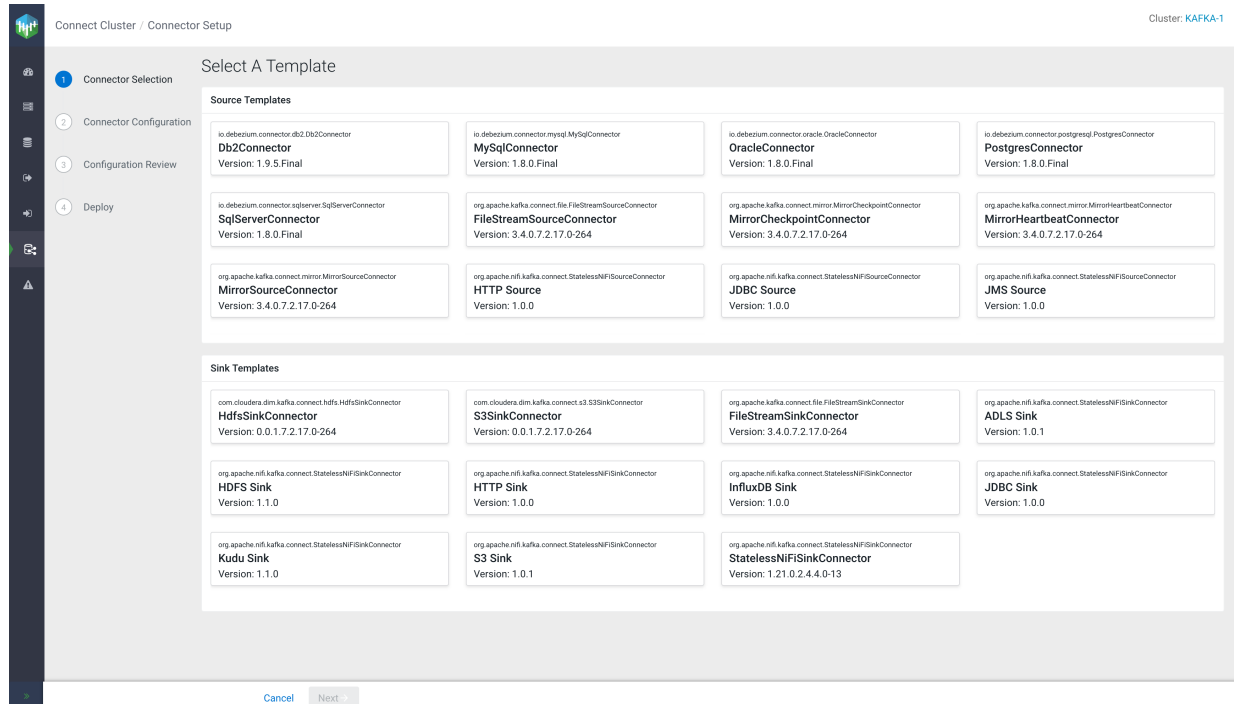 Connect Cluster / Connector Setup
Cluster: KAFKA-1
1 Connector Selection
2 Connector Configuration
3 Configuration Review
4 Deploy
Select A Template
Source Templates
io.debezium.connector.db2.Db2Connector
Db2Connector
Version: 1.9.5.Final
io.debezium.connector.mysql.MySqlConnector
MySqlConnector
Version: 1.8.0.Final
io.debezium.connector.oracle.OracleConnector
OracleConnector
Version: 1.8.0.Final
io.debezium.connector.postgresql.PostgresConnector
PostgresConnector
Version: 1.8.0.Final
io.debezium.connector.sqlserver.SqlServerConnector
SqlServerConnector
Version: 1.8.0.Final
org.apache.kafka.connect.file.FileStreamSourceConnector
FileStreamSourceConnector
Version: 3.4.0.7.2.17.0-264
org.apache.kafka.connect.mirror.MirrorCheckpointConnector
MirrorCheckpointConnector
Version: 3.4.0.7.2.17.0-264
org.apache.kafka.connect.mirror.MirrorHeartbeatConnector
MirrorHeartbeatConnector
Version: 3.4.0.7.2.17.0-264
org.apache.kafka.connect.mirror.MirrorSourceConnector
MirrorSourceConnector
Version: 3.4.0.7.2.17.0-264
org.apache.nifi.kafka.connect.StatelessNiFiSourceConnector
HTTP Source
Version: 1.0.0
org.apache.nifi.kafka.connect.StatelessNiFiSourceConnector
JDBC Source
Version: 1.0.0
org.apache.nifi.kafka.connect.StatelessNiFiSourceConnector
JMS Source
Version: 1.0.0
Sink Templates
com.cloudera.dim.kafka.connect.hdfs.HdfsSinkConnector
HdfsSinkConnector
Version: 0.0.1.7.2.17.0-264
com.cloudera.dim.kafka.connect.s3.S3SinkConnector
S3SinkConnector
Version: 0.0.1.7.2.17.0-264
org.apache.kafka.connect.file.FileStreamSinkConnector
FileStreamSinkConnector
Version: 3.4.0.7.2.17.0-264
org.apache.nifi.kafka.connect.StatelessNiFiSinkConnector
ADLS Sink
Version: 1.0.1
org.apache.nifi.kafka.connect.StatelessNiFiSinkConnector
HDFS Sink
Version: 1.1.0
org.apache.nifi.kafka.connect.StatelessNiFiSinkConnector
HTTP Sink
Version: 1.0.0
org.apache.nifi.kafka.connect.StatelessNiFiSinkConnector
InfluxDB Sink
Version: 1.0.0
org.apache.nifi.kafka.connect.StatelessNiFiSinkConnector
JDBC Sink
Version: 1.0.0
org.apache.nifi.kafka.connect.StatelessNiFiSinkConnector
Kudu Sink
Version: 1.1.0
org.apache.nifi.kafka.connect.StatelessNiFiSinkConnector
S3 Sink
Version: 1.0.1
org.apache.nifi.kafka.connect.StatelessNiFiSinkConnector
StatelessNiFiSinkConnector
Version: 1.21.0.2.4.4.0-13
Cancel
Next